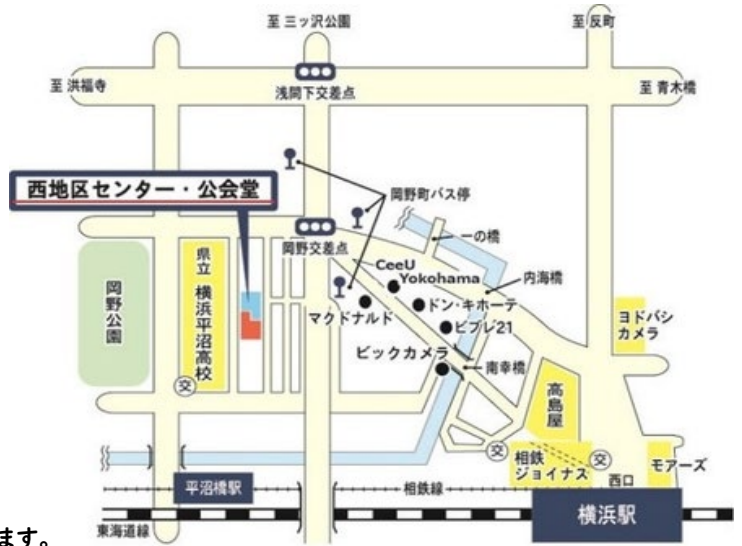 至 三ッ沢公園
至 反町
至 洪福寺
浅間下交差点
至 青木橋
西地区センター・公会堂
岡野町バス停
岡野交差点
一の橋
CeeU
Yokohama
内海橋
県立 横浜平沼高校
岡野公園
マクドナルド
ドン・キホーテ
ビブレ21
ヨドバシ
カメラ
ビックカメラ
南幸橋
交
高島屋
交
相鉄
ジョイナス
交
西口
モアーズ
平沼橋駅
相鉄線
横浜駅
東海道線
ます。